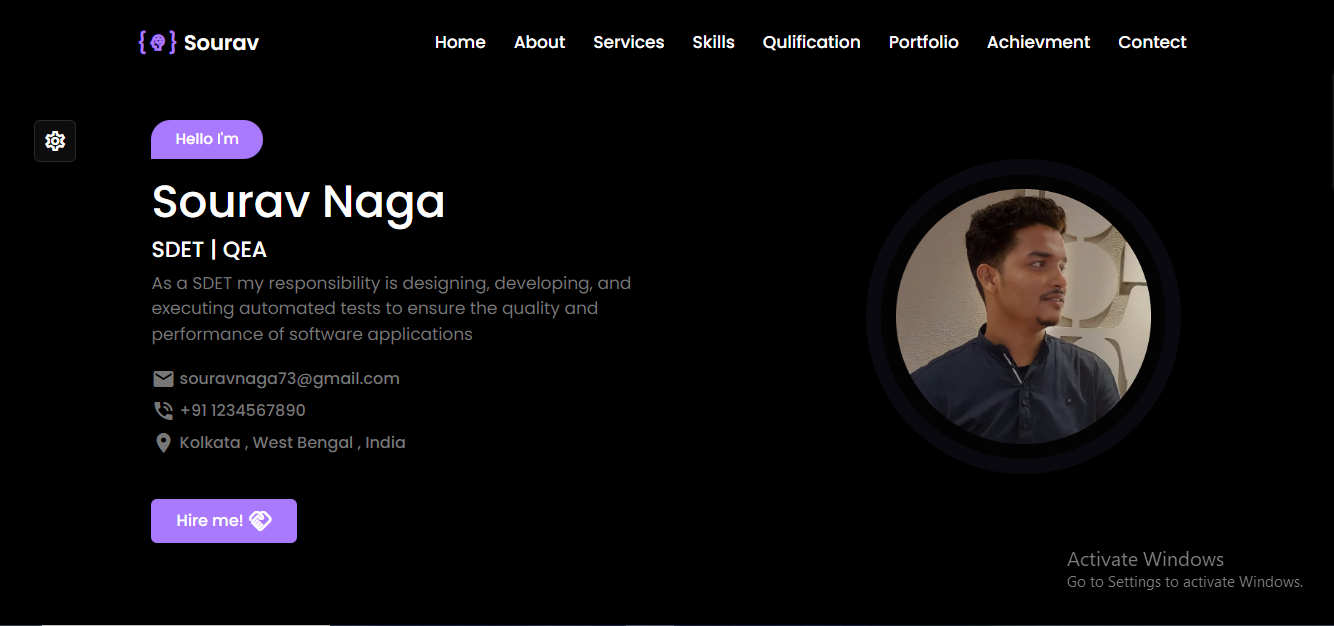 { } Sourav
Home About Services Skills Qulification Portfolio Achievment Contect
Hello I'm
Sourav Naga
SDET | QEA
As a SDET my responsibility is designing, developing, and
executing automated tests to ensure the quality and
performance of software applications
souravnaga73@gmail.com
+91 1234567890
Kolkata , West Bengal , India
Hire me!
Activate Windows
Go to Settings to activate Windows.